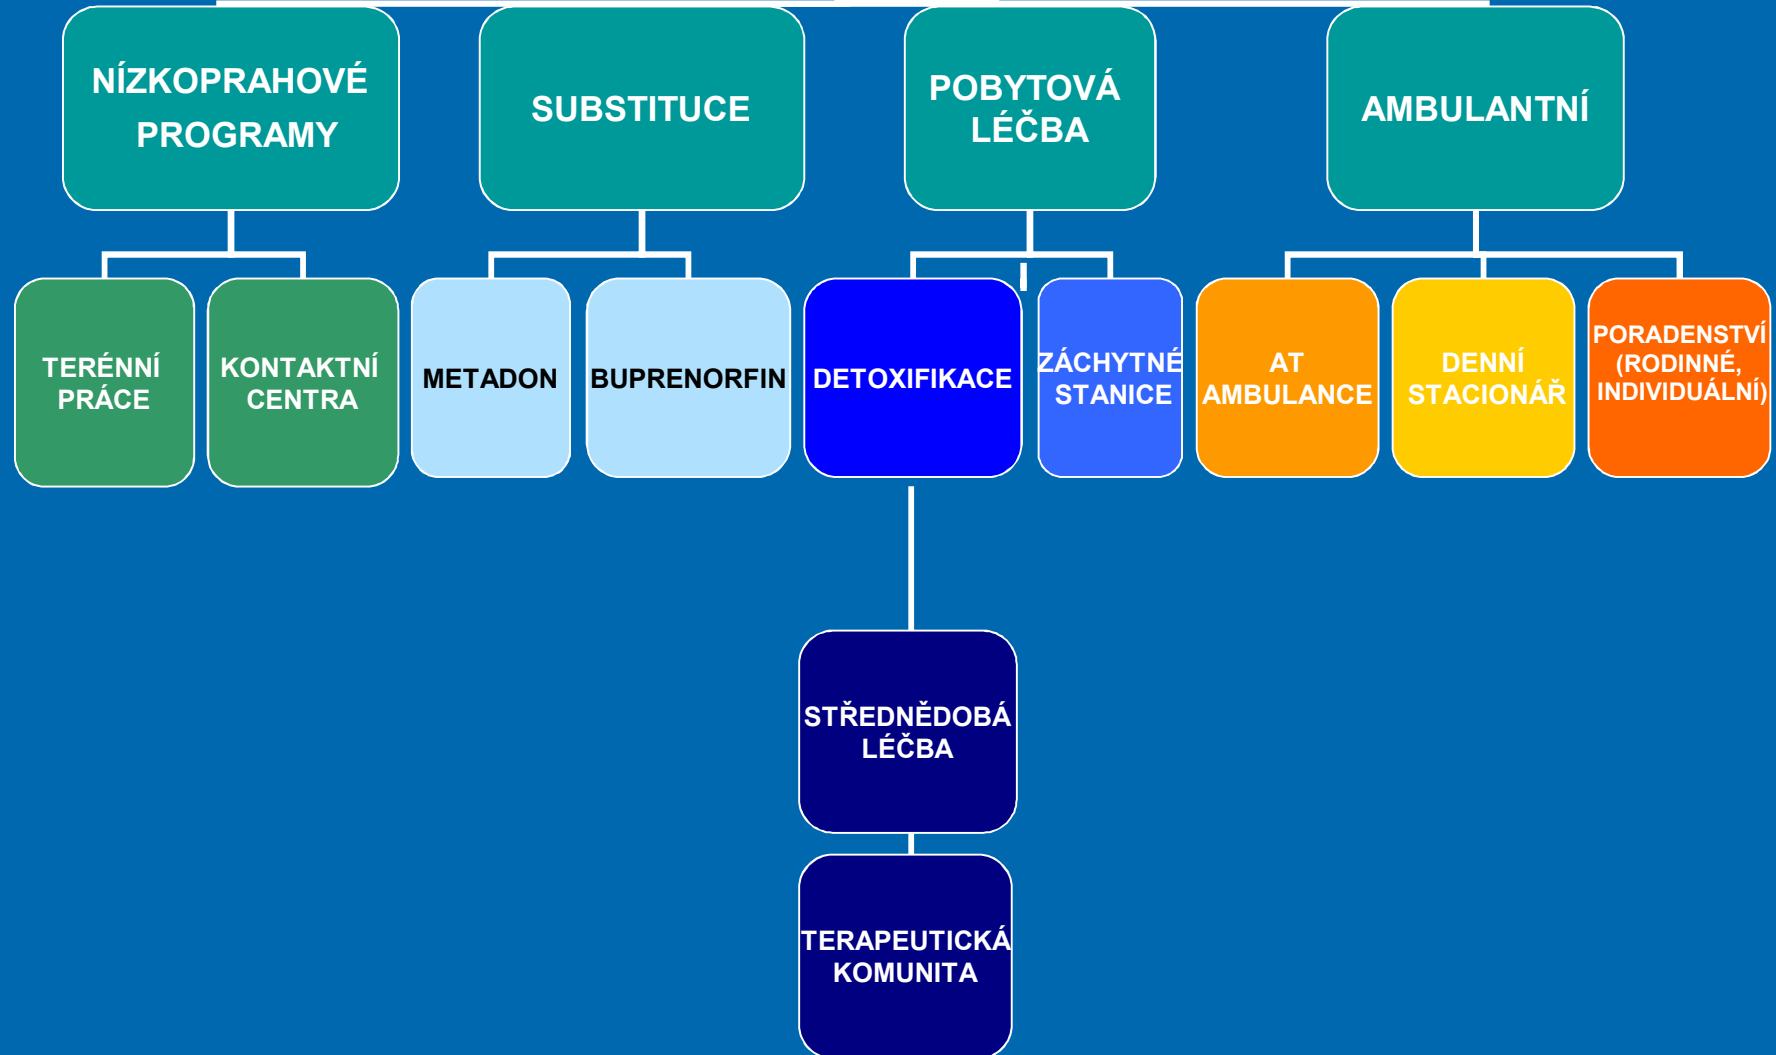 NÍZKOPRAHOVÉ
PROGRAMY
SUBSTITUCE
POBYTOVÁ
LÉČBA
AMBULANTNÍ
TERÉNNÍ
PRÁCE
KONTAKTNÍ
CENTRA
METADON
BUPRENORFIN
DETOXIFIKACE
ZÁCHYTNÉ
STANICE
AT
AMBULANCE
DENNÍ
STACIONÁŘ
PORADENSTVÍ
(RODINNÉ,
INDIVIDUÁLNÍ)
STŘEDNĚDOBÁ
LÉČBA
TERAPEUTICKÁ
KOMUNITA